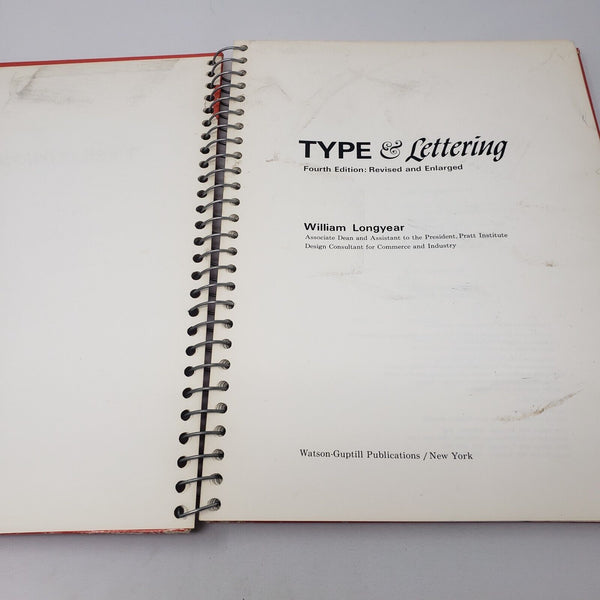 TYPE & Lettering
Fourth Edition: Revised and Enlarged
William Longyear
Associate Dean and Assistant to the President, Pratt Institute
Design Consultant for Commerce and Industry
Watson-Guptill Publications / New York